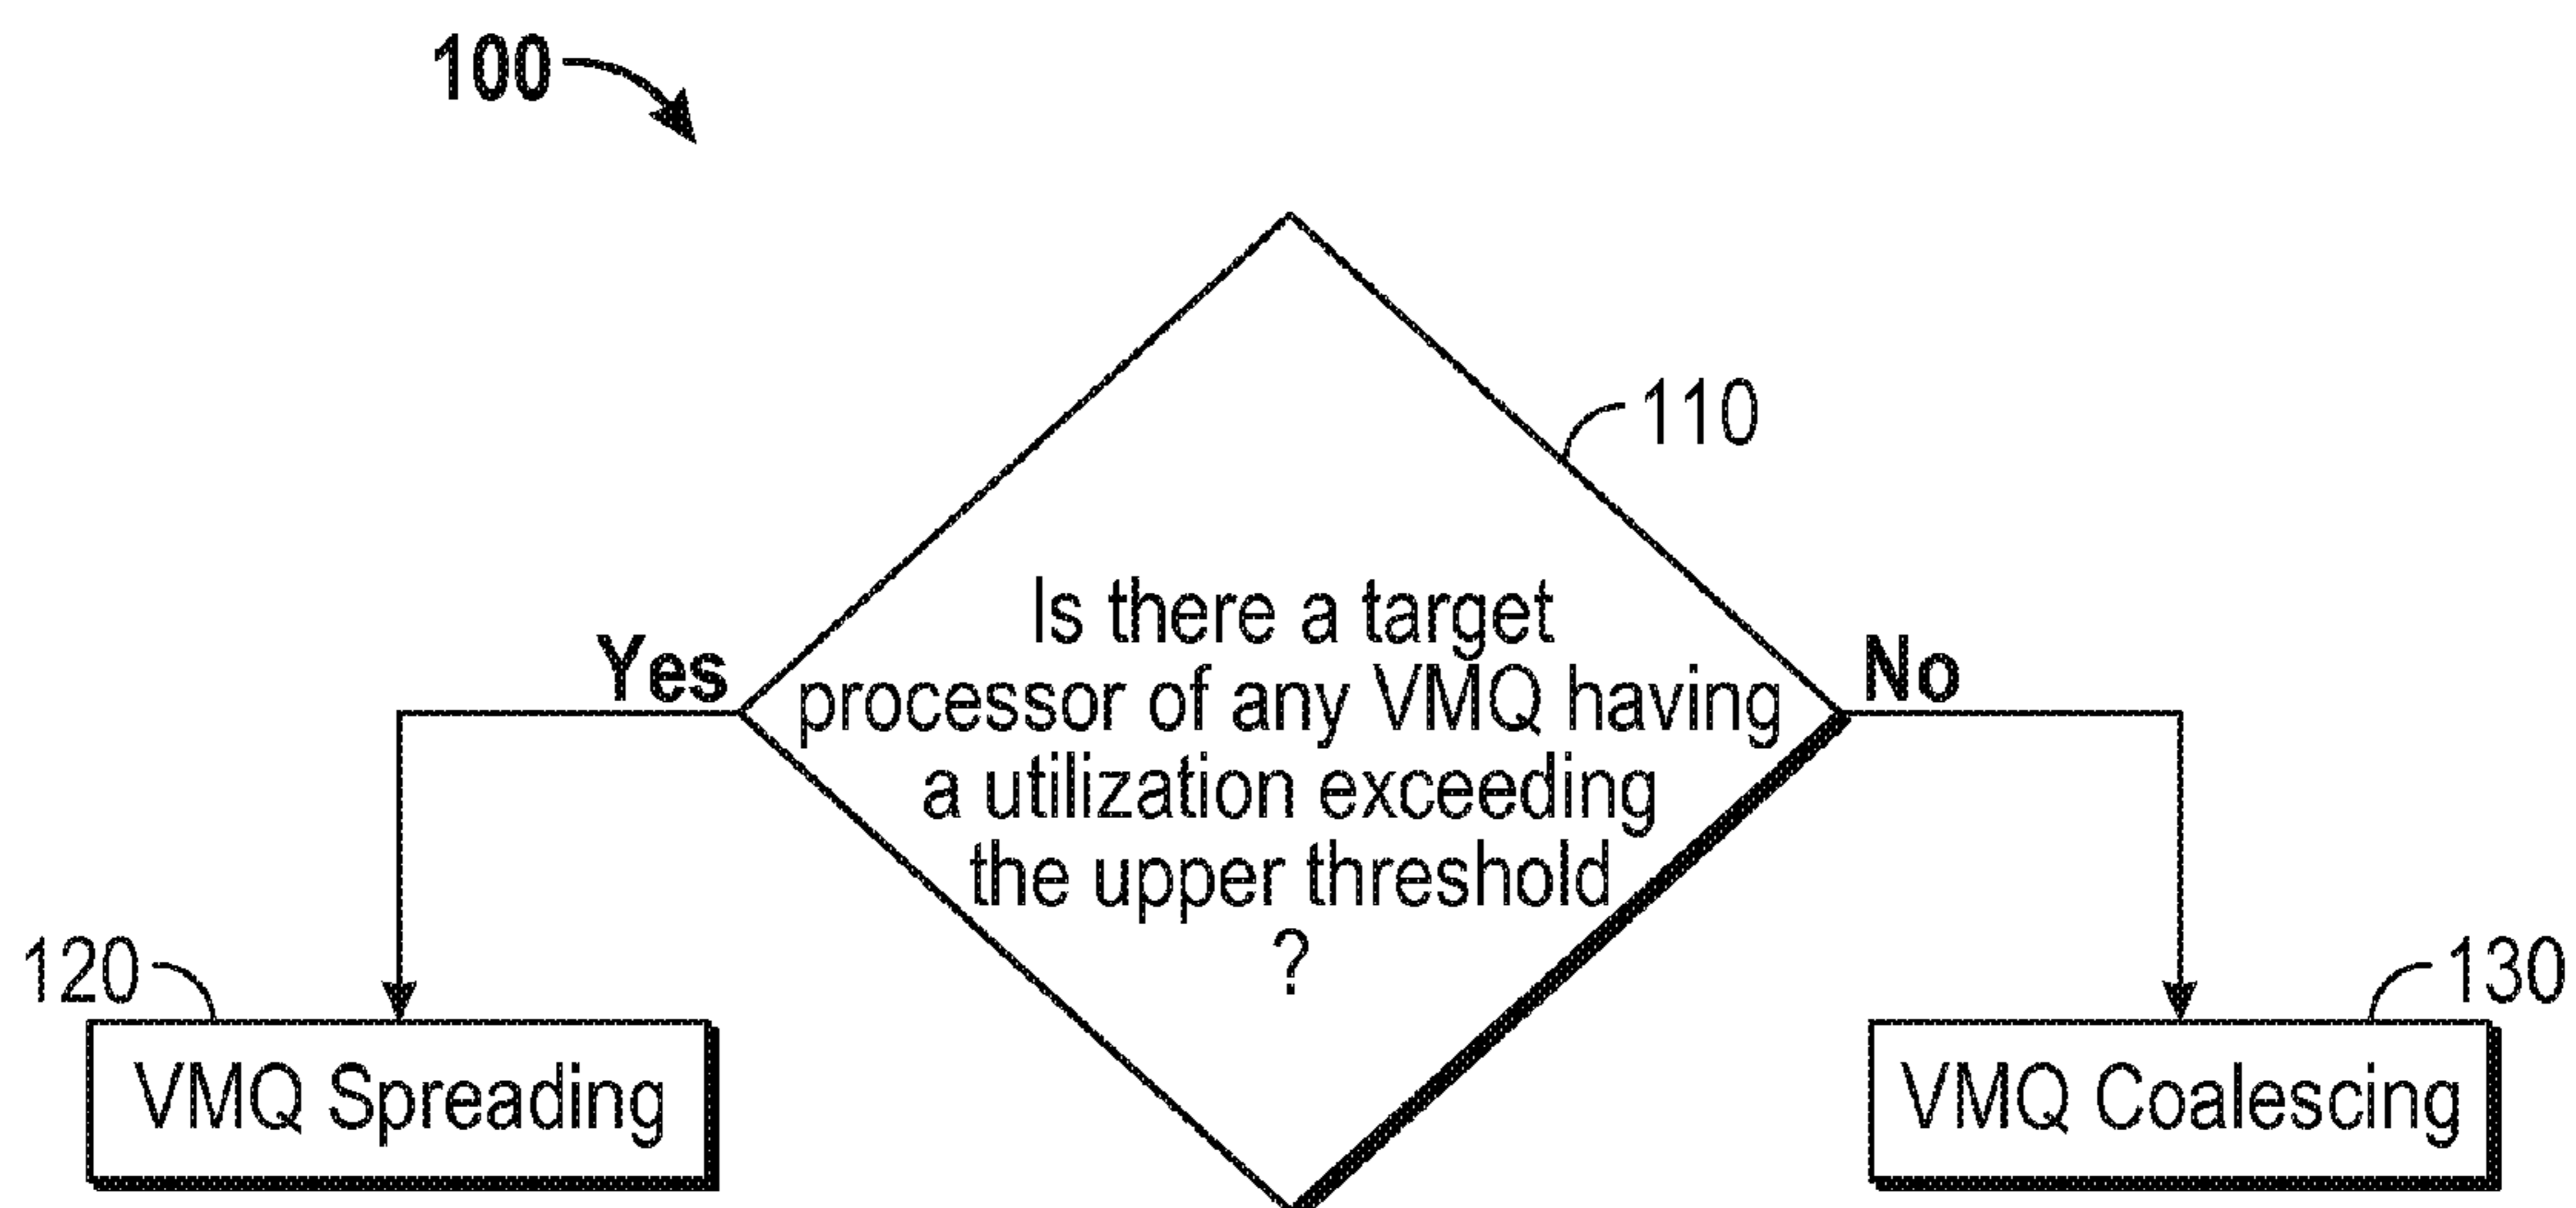 100
110
Is there a target
processor of any VMQ having
a utilization exceeding
the upper threshold
?
Yes
No
120
VMQ Spreading
130
VMQ Coalescing